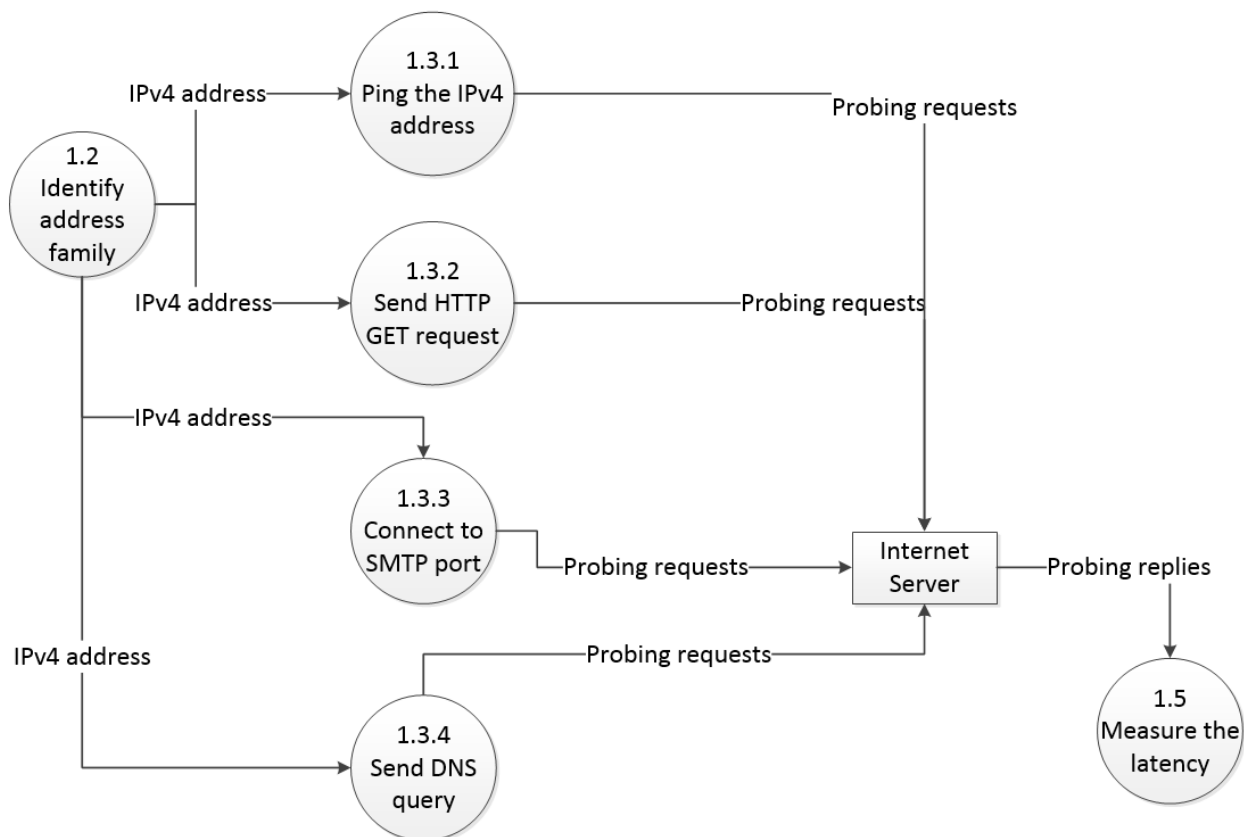 1.3.1
Ping the IPv4
address
IPv4 address
Probing requests
1.2
Identify
address
family
1.3.2
Send HTTP
GET request
IPv4 address
Probing requests
IPv4 address
1.3.3
Connect to
SMTP port
Probing requests
Internet
Server
Probing replies
IPv4 address
Probing requests
1.3.4
Send DNS
query
1.5
Measure the
latency